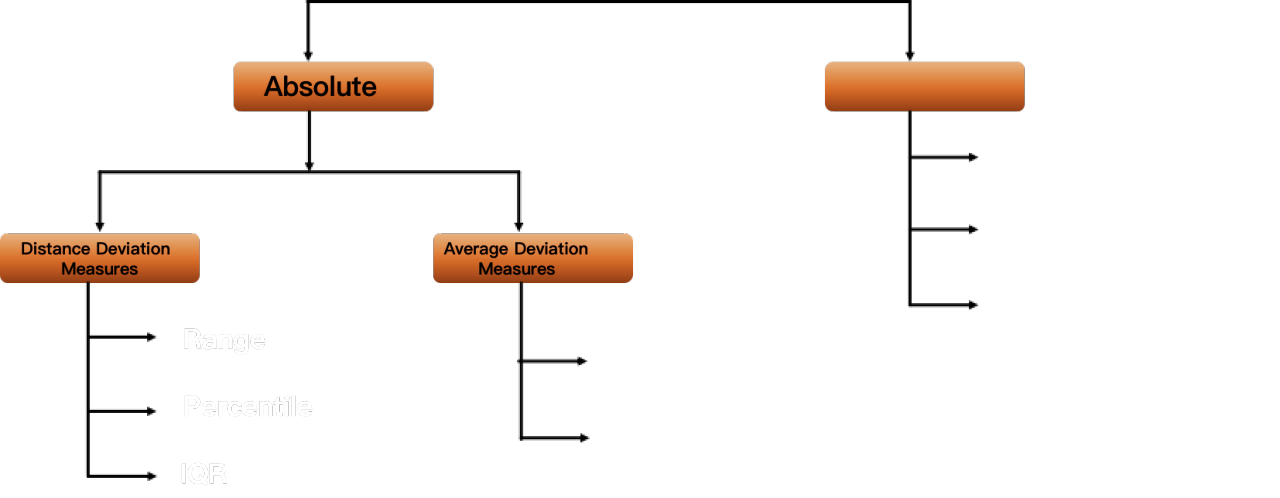 Absolute
Distance Deviation
Measures
Average Deviation
Measures
Range
Percentile
IQR